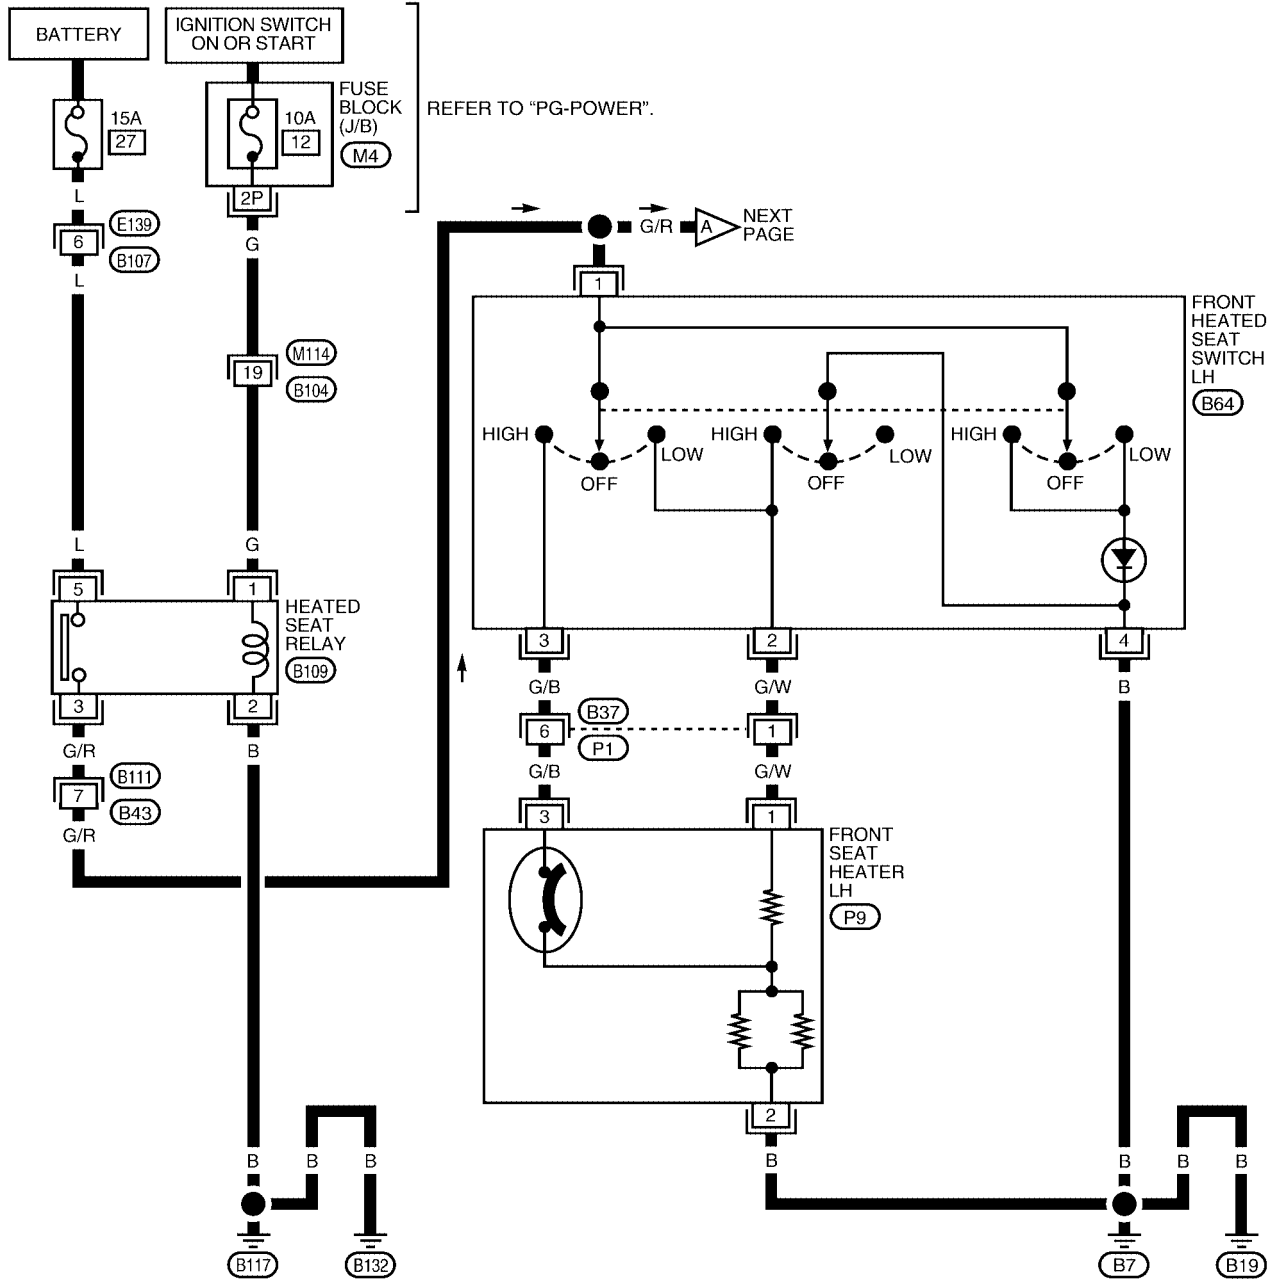 BATTERY
IGNITION SWITCH
ON OR START
15A
27
10A
12
FUSE
BLOCK
(J/B)
M4
REFER TO “PG-POWER”.
2P
L
6
E139
B107
L
G
19
M114
B104
G/R
A
NEXT
PAGE
1
FRONT
HEATED
SEAT
SWITCH
LH
B64
HIGH
OFF
LOW
HIGH
OFF
LOW
HIGH
OFF
LOW
L
G
5
1
HEATED
SEAT
RELAY
B109
3
2
G/R
B
7
B111
B43
G/R
3
2
4
G/B
G/W
B
6
B37
P1
1
G/B
G/W
3
1
FRONT
SEAT
HEATER
LH
P9
2
B
B
B
B
B
B
B
B117
B132
B7
B19